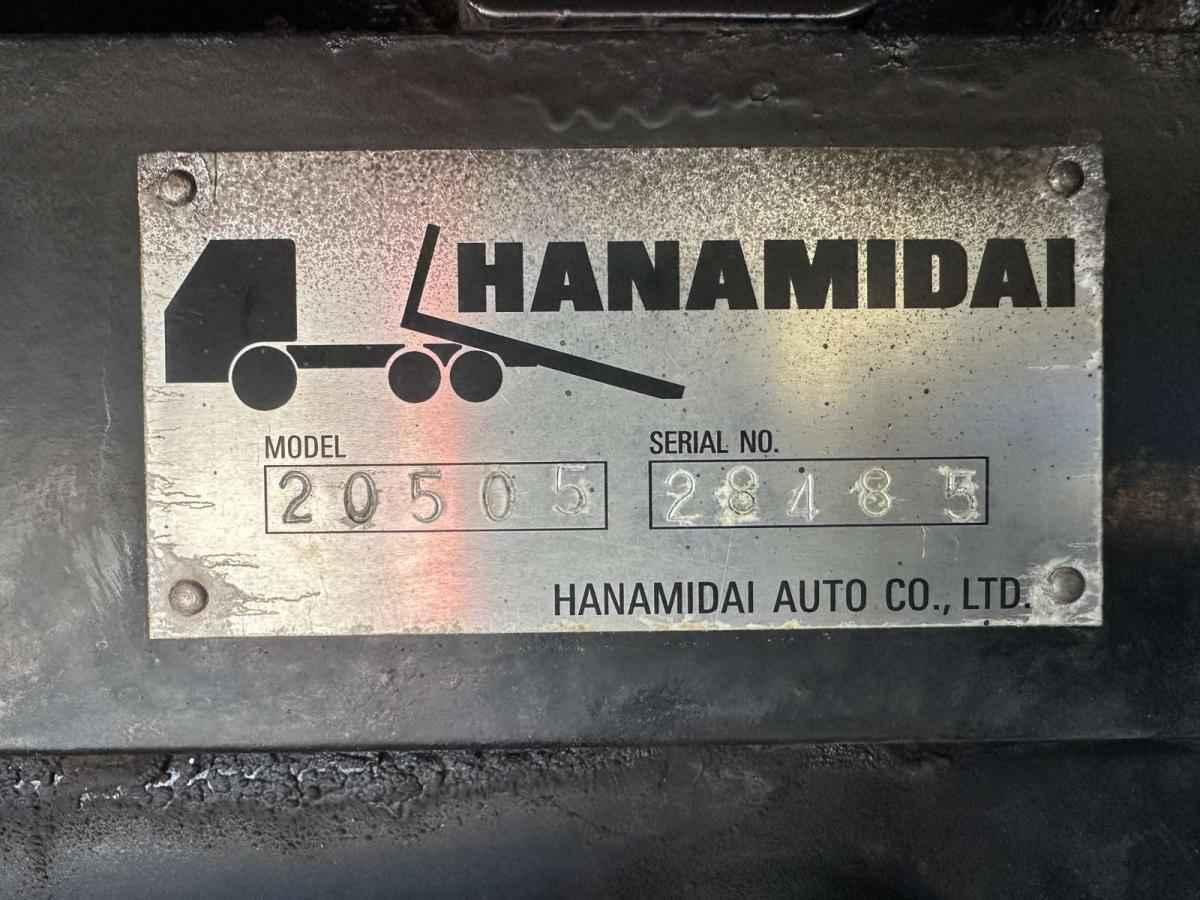 HANAMIDAI
MODEL SERIAL NO.
20505 28485
HANAMIDAI AUTO CO., LTD.